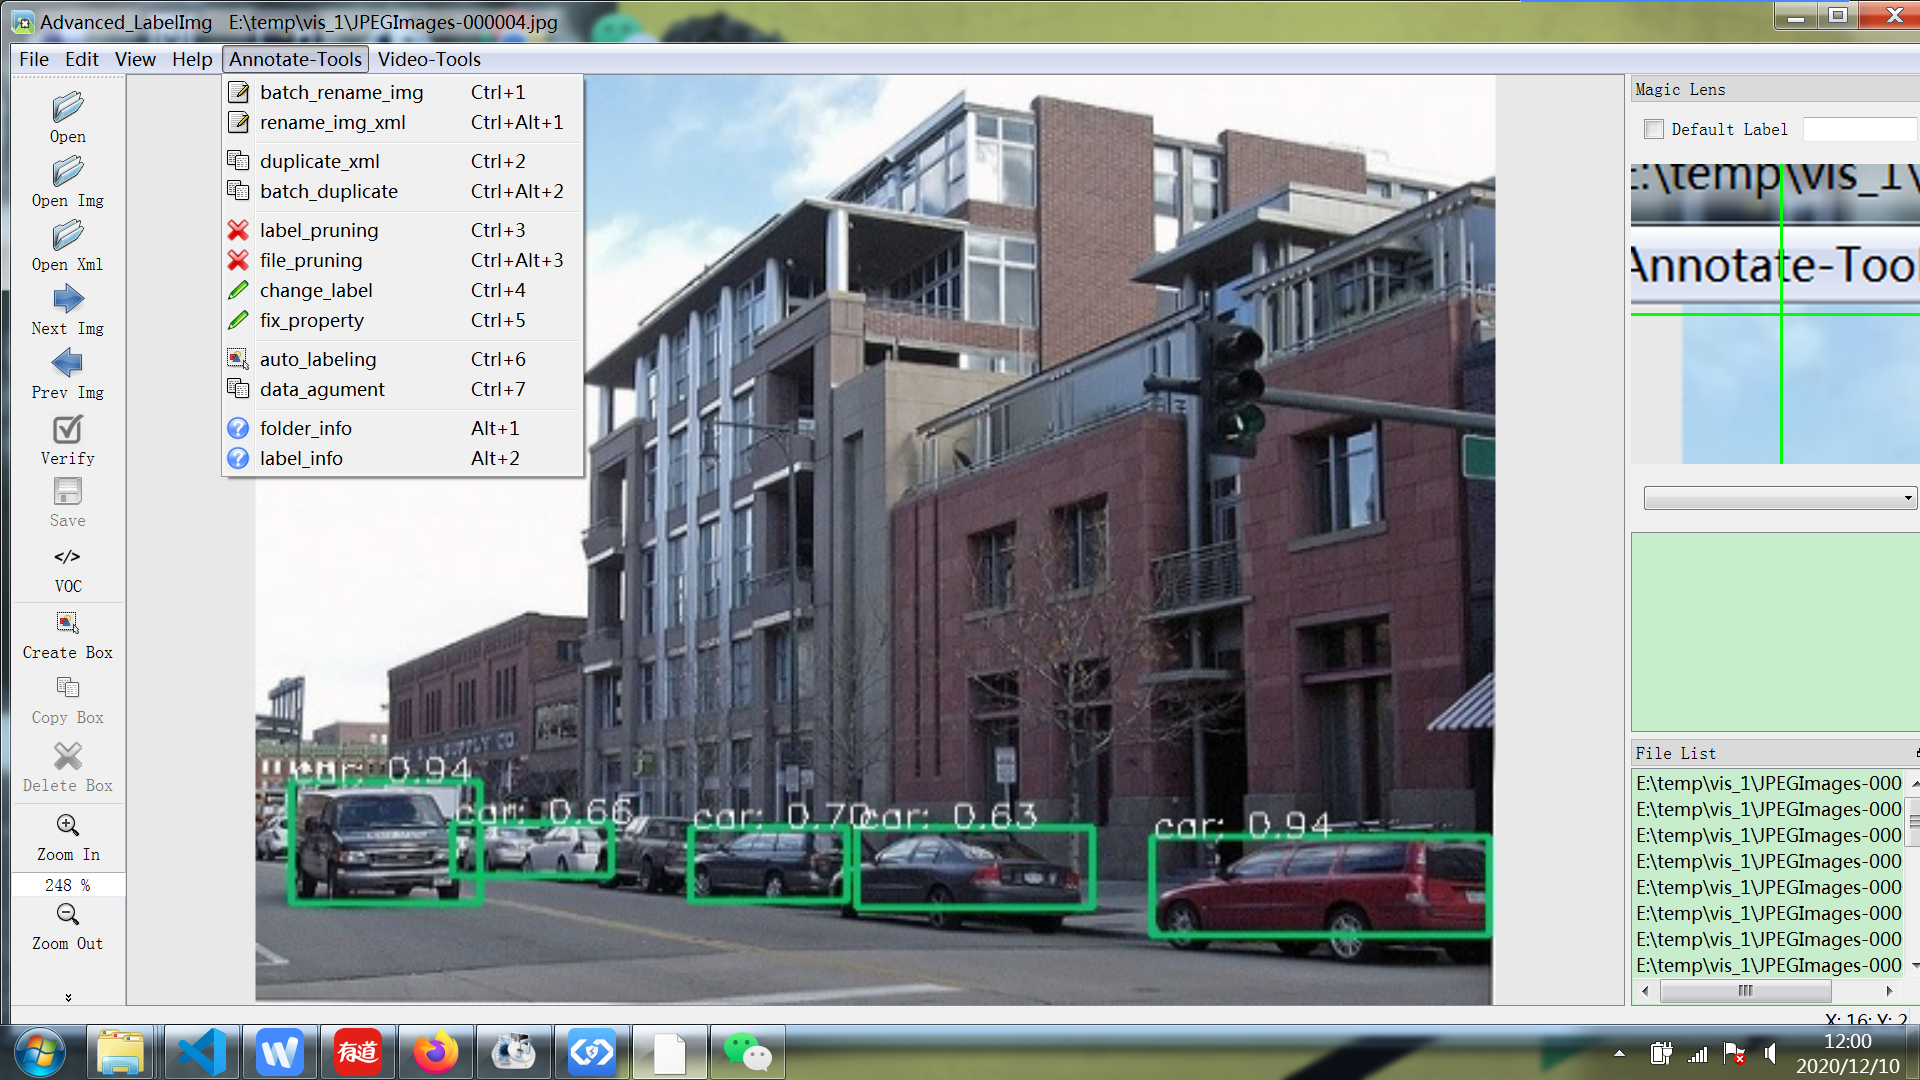 Advanced_LabelImg E:\temp\vis_1\JPEGImages-000004.jpg
File Edit View Help Annotate-Tools Video-Tools
batch_rename_img Ctrl+1
rename_img_xml Ctrl+Alt+1
duplicate_xml Ctrl+2
batch_duplicate Ctrl+Alt+2
label_pruning Ctrl+3
file_pruning Ctrl+Alt+3
change_label Ctrl+4
fix_property Ctrl+5
auto_labeling Ctrl+6
data_agument Ctrl+7
folder_info Alt+1
label_info Alt+2
Open
Open Img
Open Xml
Next Img
Prev Img
Verify
Save
</>
VOC
Create Box
Copy Box
Delete Box
Zoom In
248 %
Zoom Out
SUPPLY CO
car: 0.94
car: 0.66
car: 0.70
car: 0.63
car: 0.94
Magic Lens
Default Label
E:\temp\vis_1\
Annotate-Tool
File List
E:\temp\vis_1\JPEGImages-000
E:\temp\vis_1\JPEGImages-000
E:\temp\vis_1\JPEGImages-000
E:\temp\vis_1\JPEGImages-000
E:\temp\vis_1\JPEGImages-000
E:\temp\vis_1\JPEGImages-000
E:\temp\vis_1\JPEGImages-000
E:\temp\vis_1\JPEGImages-000
X: 16; Y: 2
W
有道
12:00
2020/12/10